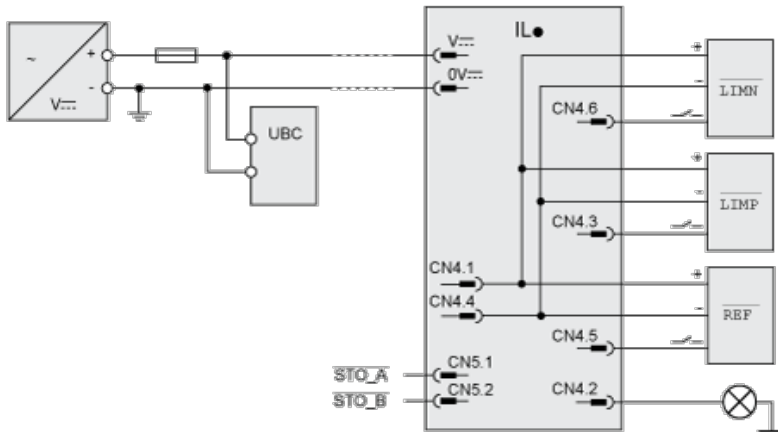 ~
+
-
V⎓
UBC
IL●
V⎓
0V⎓
CN4.6
CN4.3
CN4.1
CN4.4
CN4.5
CN5.1
CN5.2
CN4.2
STO_A
STO_B
+
-
LIMN
+
-
LIMP
+
-
REF